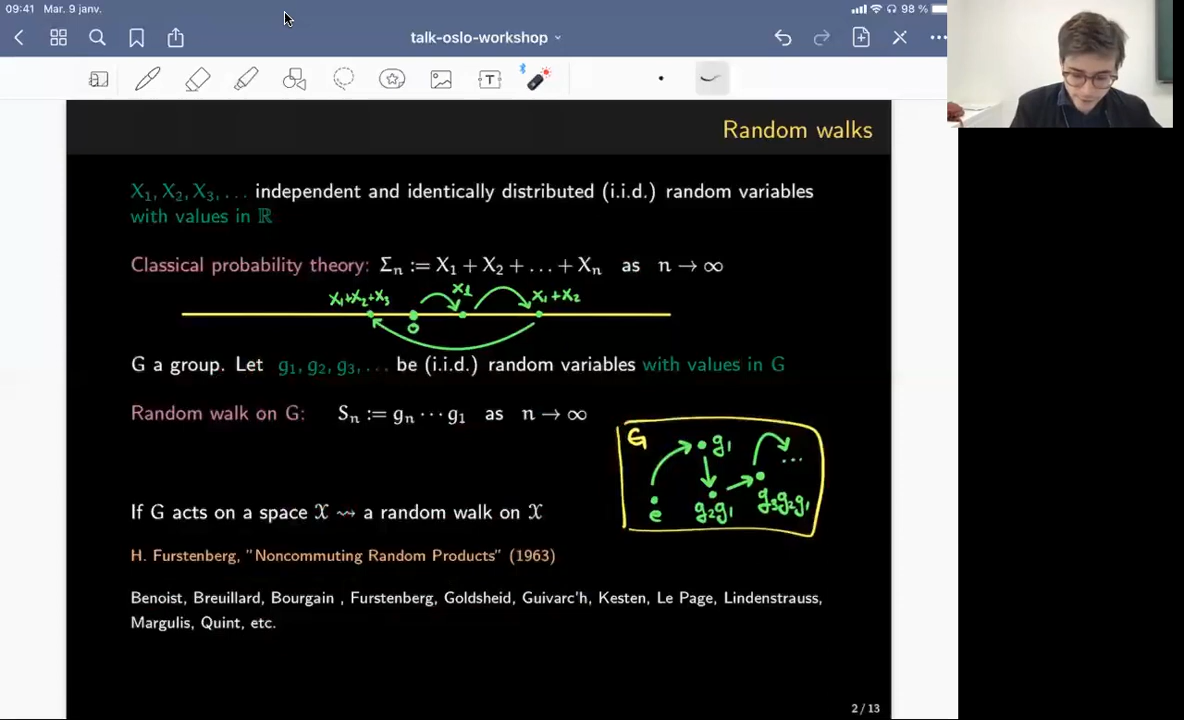 09:41 Mar. 9 janv.
98 %
talk-oslo-workshop
Random walks
X₁, X₂, X₃, ... independent and identically distributed (i.i.d.) random variables
with values in ℝ
Classical probability theory: Σₙ := X₁ + X₂ + ... + Xₙ as n → ∞
X₁+X₂+X₃
X1
X₁+X₂
0
G a group. Let g₁, g₂, g₃, ... be (i.i.d.) random variables with values in G
Random walk on G: Sₙ := gₙ ··· g₁ as n → ∞
G
g₁
...
e
g₂g₁
g₃g₂g₁
If G acts on a space 𝒳 ⇝ a random walk on 𝒳
H. Furstenberg, "Noncommuting Random Products" (1963)
Benoist, Breuillard, Bourgain , Furstenberg, Goldsheid, Guivarc'h, Kesten, Le Page, Lindenstrauss,
Margulis, Quint, etc.
2 / 13